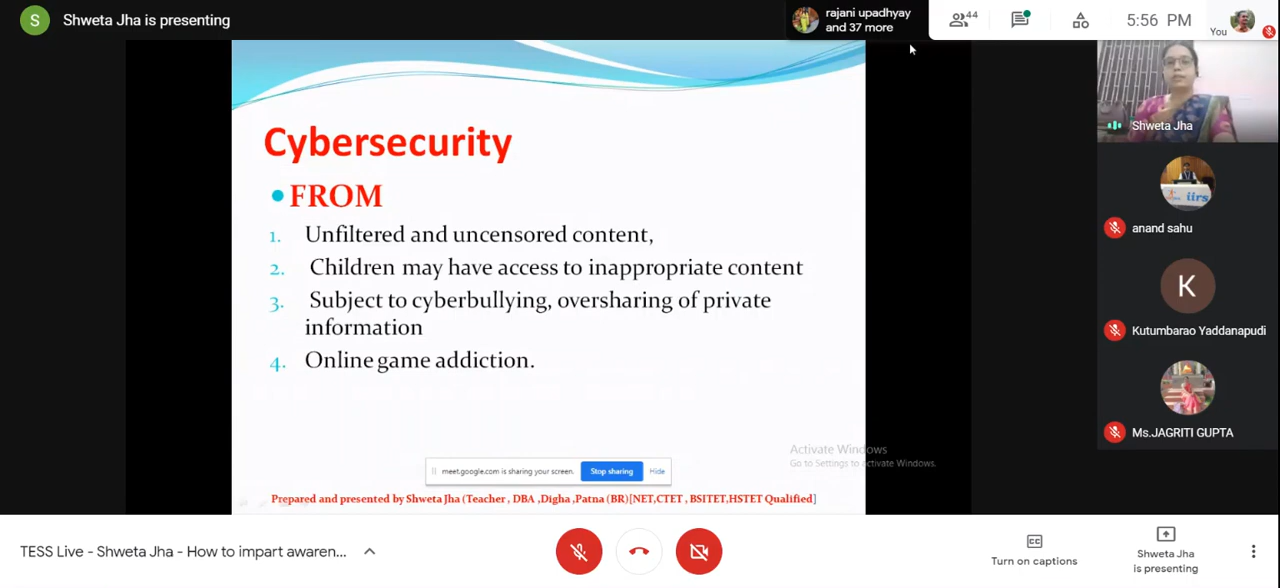 S
Shweta Jha is presenting
rajani upadhyay
and 37 more
44
5:56 PM
You
Cybersecurity
• FROM
1. Unfiltered and uncensored content,
2. Children may have access to inappropriate content
3. Subject to cyberbullying, oversharing of private
information
4. Online game addiction.
Activate Windows
Go to Settings to activate Windows.
meet.google.com is sharing your screen.
Stop sharing
Hide
Prepared and presented by Shweta Jha (Teacher , DBA ,Digha ,Patna (BR)[NET,CTET , BSITET,HSTET Qualified]
Shweta Jha
iirs
anand sahu
K
Kutumbarao Yaddanapudi
Ms.JAGRITI GUPTA
TESS Live - Shweta Jha - How to impart awaren...
CC
Turn on captions
Shweta Jha
is presenting